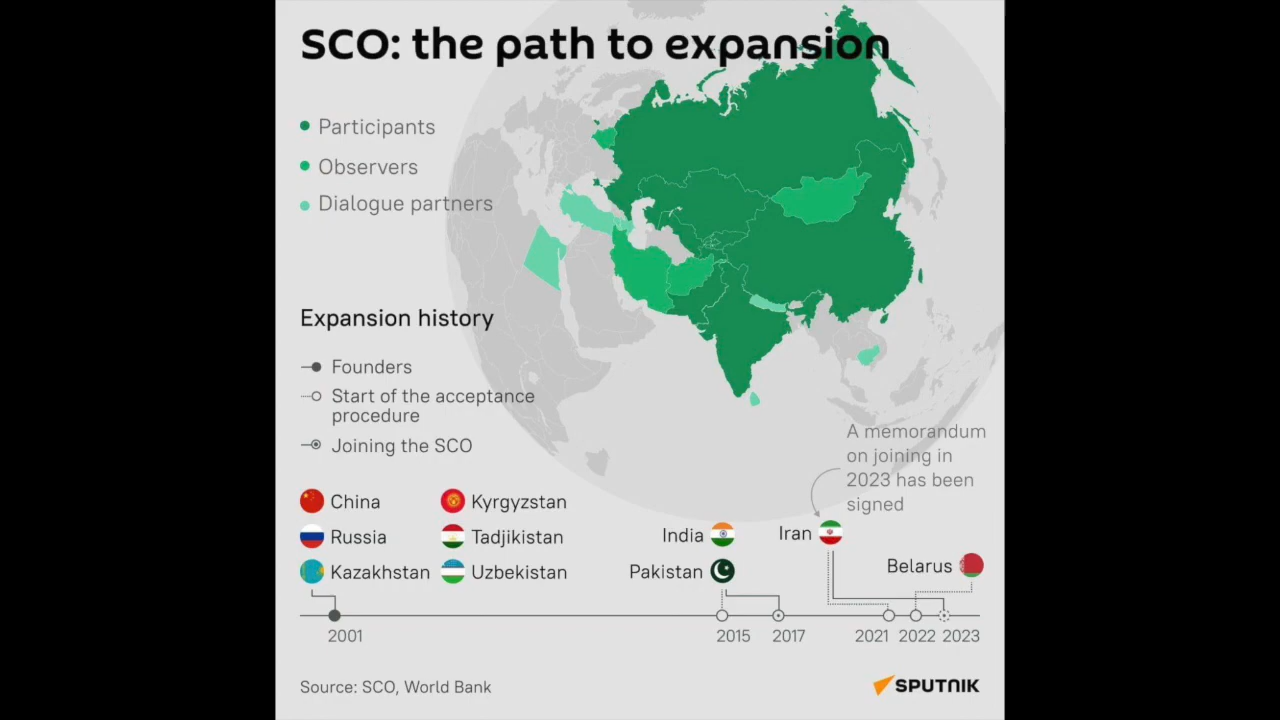 SCO: the path to expansion
Participants
Observers
Dialogue partners
Expansion history
Founders
Start of the acceptance
procedure
Joining the SCO
A memorandum
on joining in
2023 has been
signed
China
Kyrgyzstan
Russia
Tadjikistan
Kazakhstan
Uzbekistan
India
Pakistan
Iran
Belarus
2001
2015
2017
2021
2022
2023
Source: SCO, World Bank
SPUTNIK